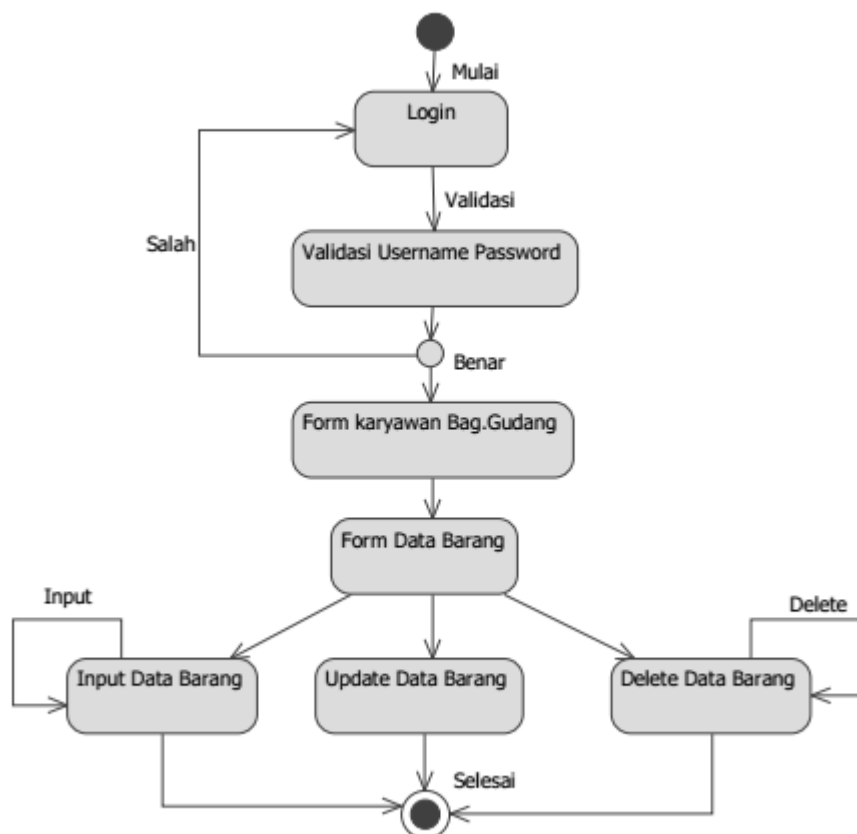 Mulai
Login
Validasi
Salah
Validasi Username Password
Benar
Form karyawan Bag.Gudang
Form Data Barang
Input
Delete
Input Data Barang
Update Data Barang
Delete Data Barang
Selesai